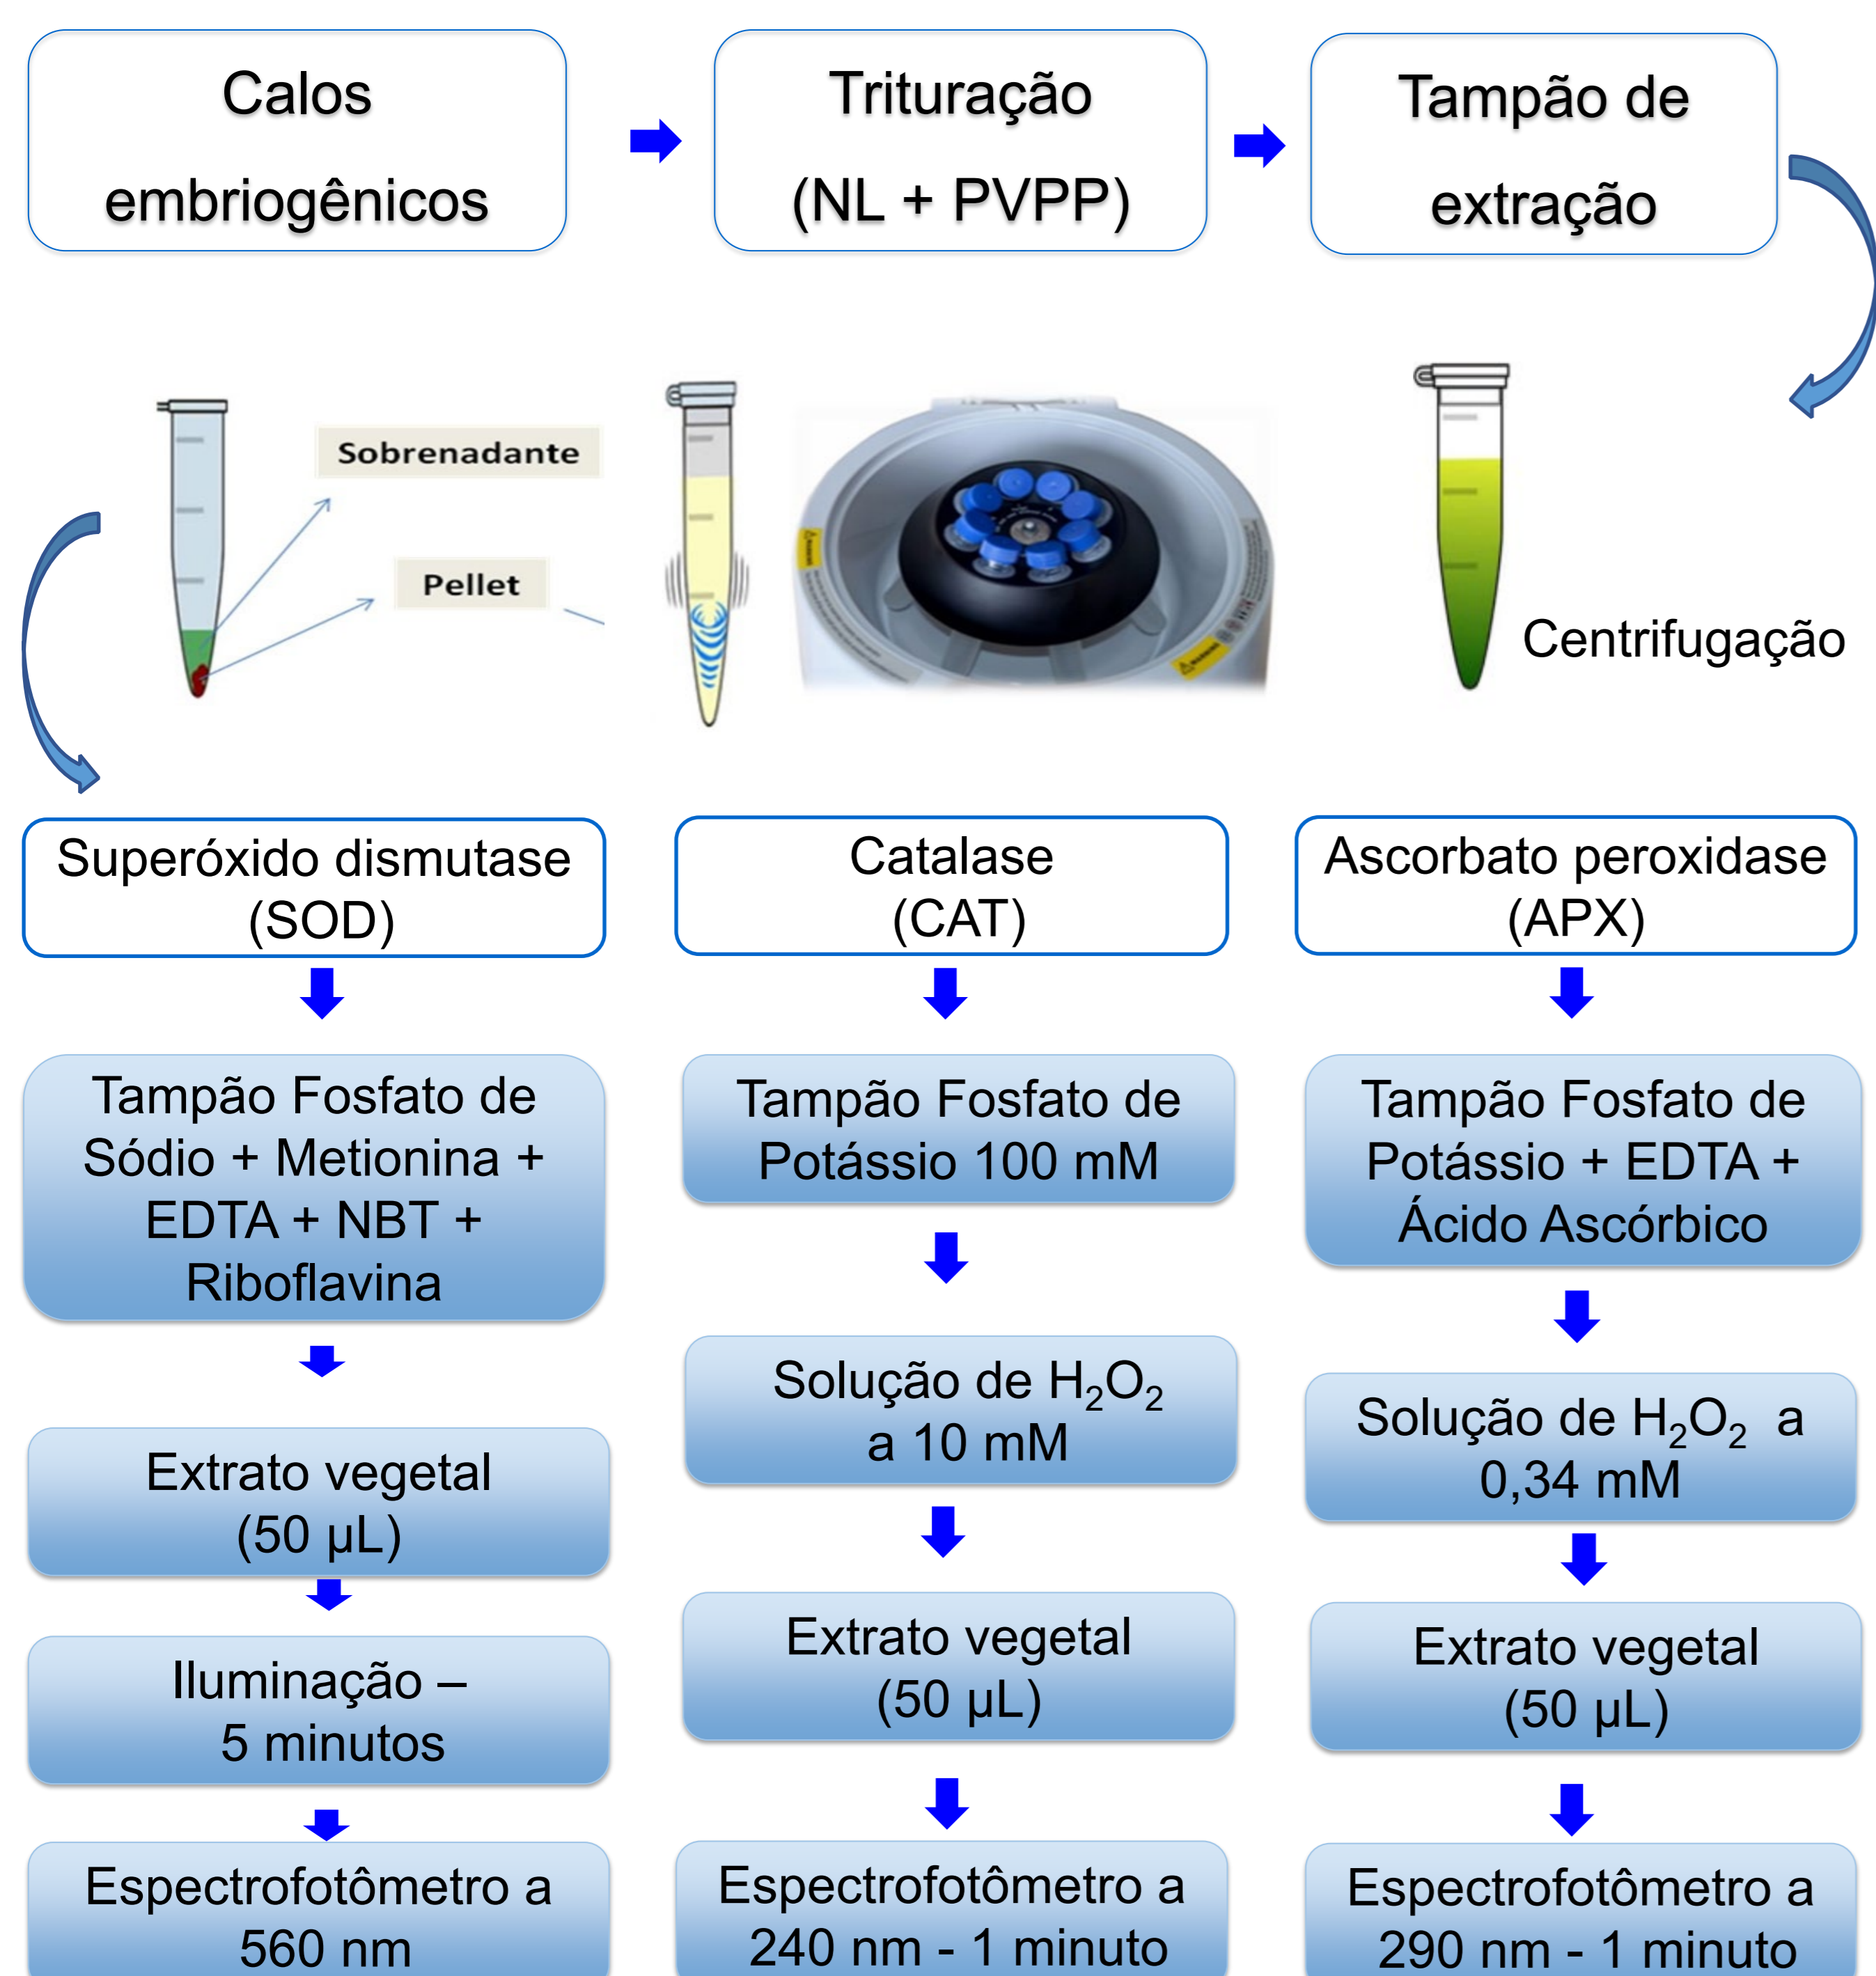 Calos
embriogênicos
Trituração
(NL + PVPP)
Tampão de
extração
Sobrenadante
Pellet
Centrifugação
Superóxido dismutase
(SOD)
Tampão Fosfato de
Sódio + Metionina +
EDTA + NBT +
Riboflavina
Extrato vegetal
(50 μL)
Iluminação –
5 minutos
Espectrofotômetro a
560 nm
Catalase
(CAT)
Tampão Fosfato de
Potássio 100 mM
Solução de H₂O₂
a 10 mM
Extrato vegetal
(50 μL)
Espectrofotômetro a
240 nm - 1 minuto
Ascorbato peroxidase
(APX)
Tampão Fosfato de
Potássio + EDTA +
Ácido Ascórbico
Solução de H₂O₂ a
0,34 mM
Extrato vegetal
(50 μL)
Espectrofotômetro a
290 nm - 1 minuto